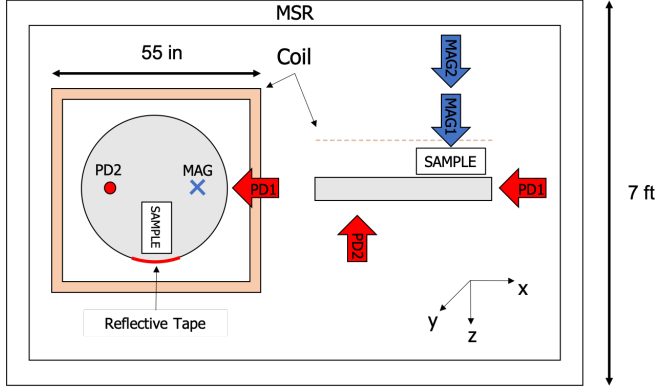 MSR
55 in
Coil
MAG2
MAG1
PD2
MAG
PD1
SAMPLE
SAMPLE
PD1
PD2
7 ft
x
y
z
Reflective Tape